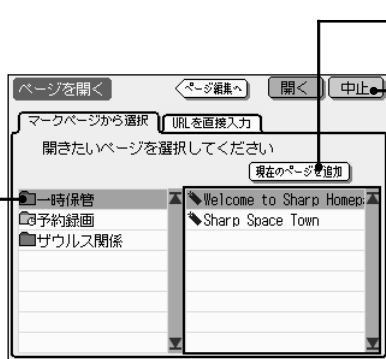 ページを開く ページ編集へ 開く 中止
マークページから選択 URLを直接入力
開きたいページを選択してください
現在のページを追加
一時保管 Welcome to Sharp Homep
予約録画 Sharp Space Town
ザウルス関係